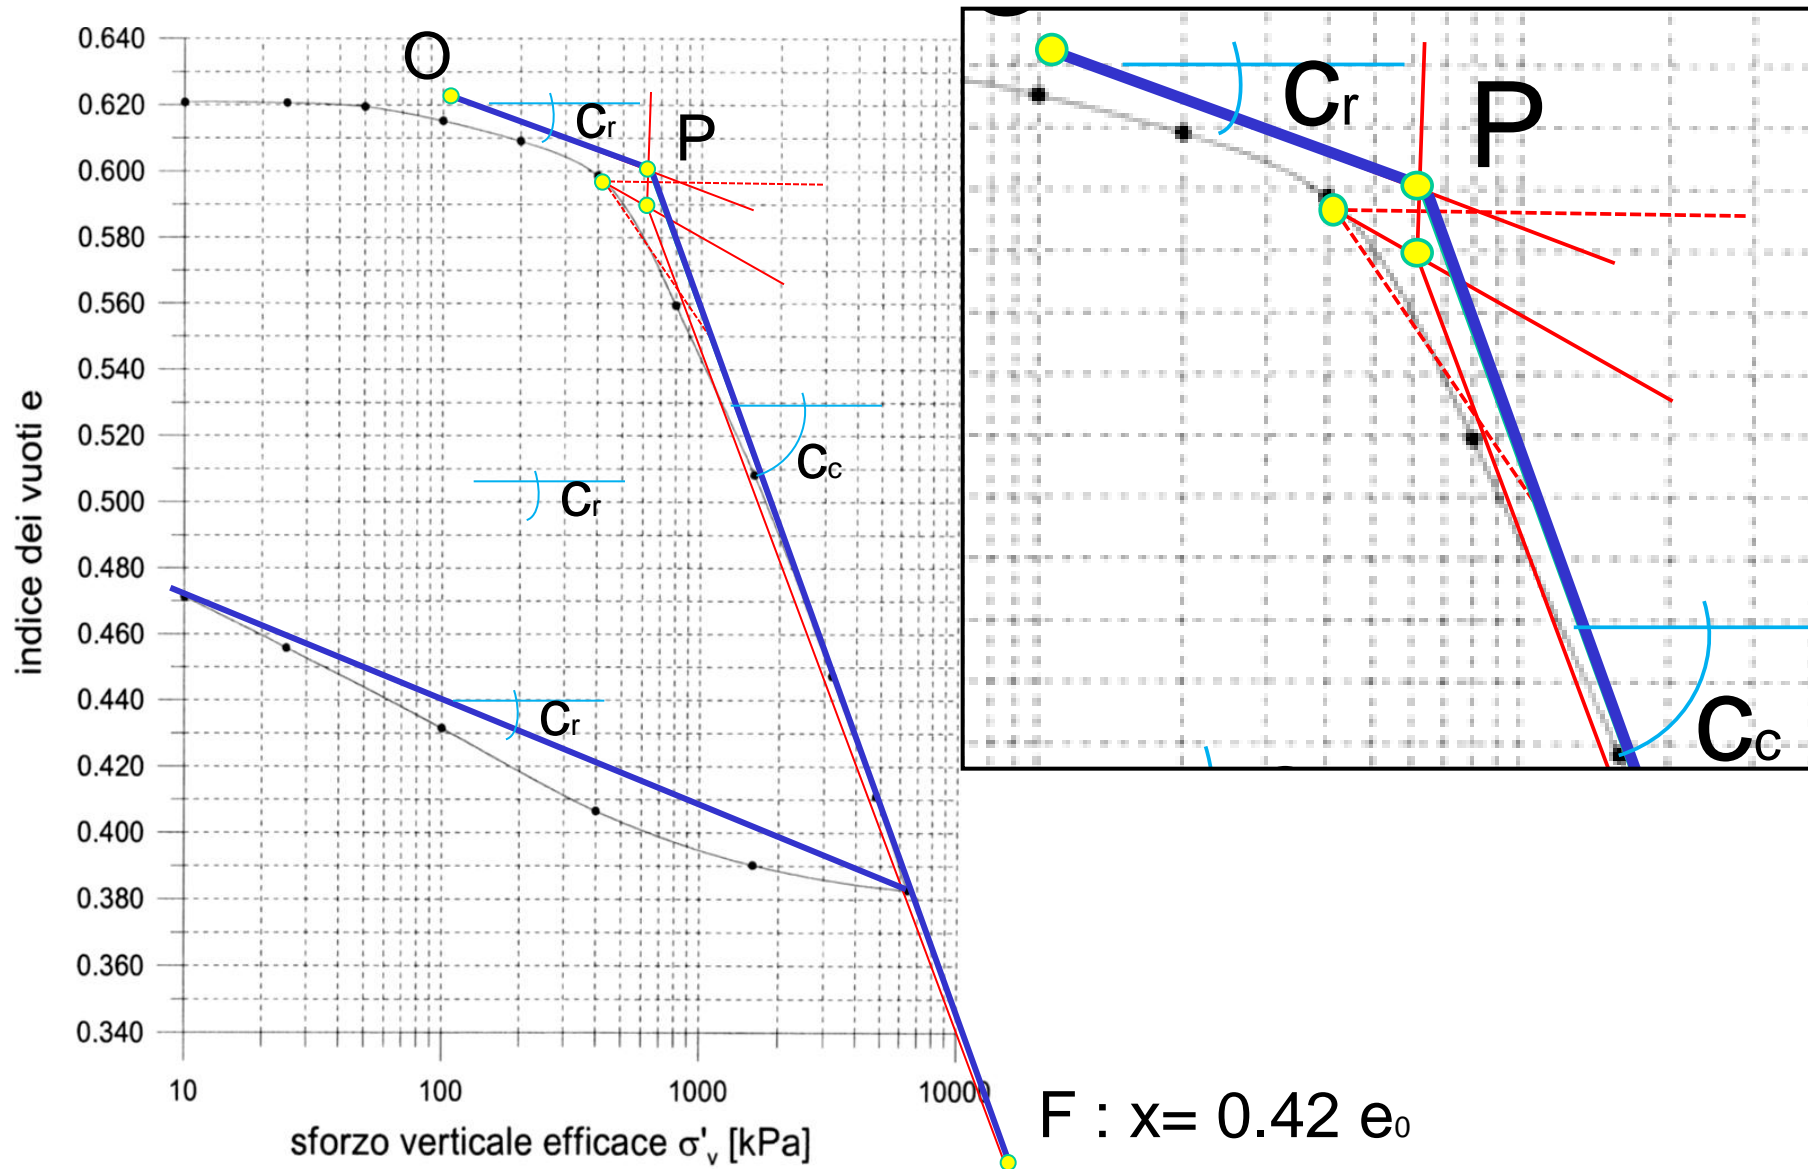 0.640
0.620
0.600
0.580
0.560
0.540
0.520
0.500
0.480
0.460
0.440
0.420
0.400
0.380
0.360
0.340
indice dei vuoti e
10
100
1000
10000
sforzo verticale efficace σ'v [kPa]
O
cr
P
cc
cr
cr
cr
P
cc
F : x= 0.42 e0